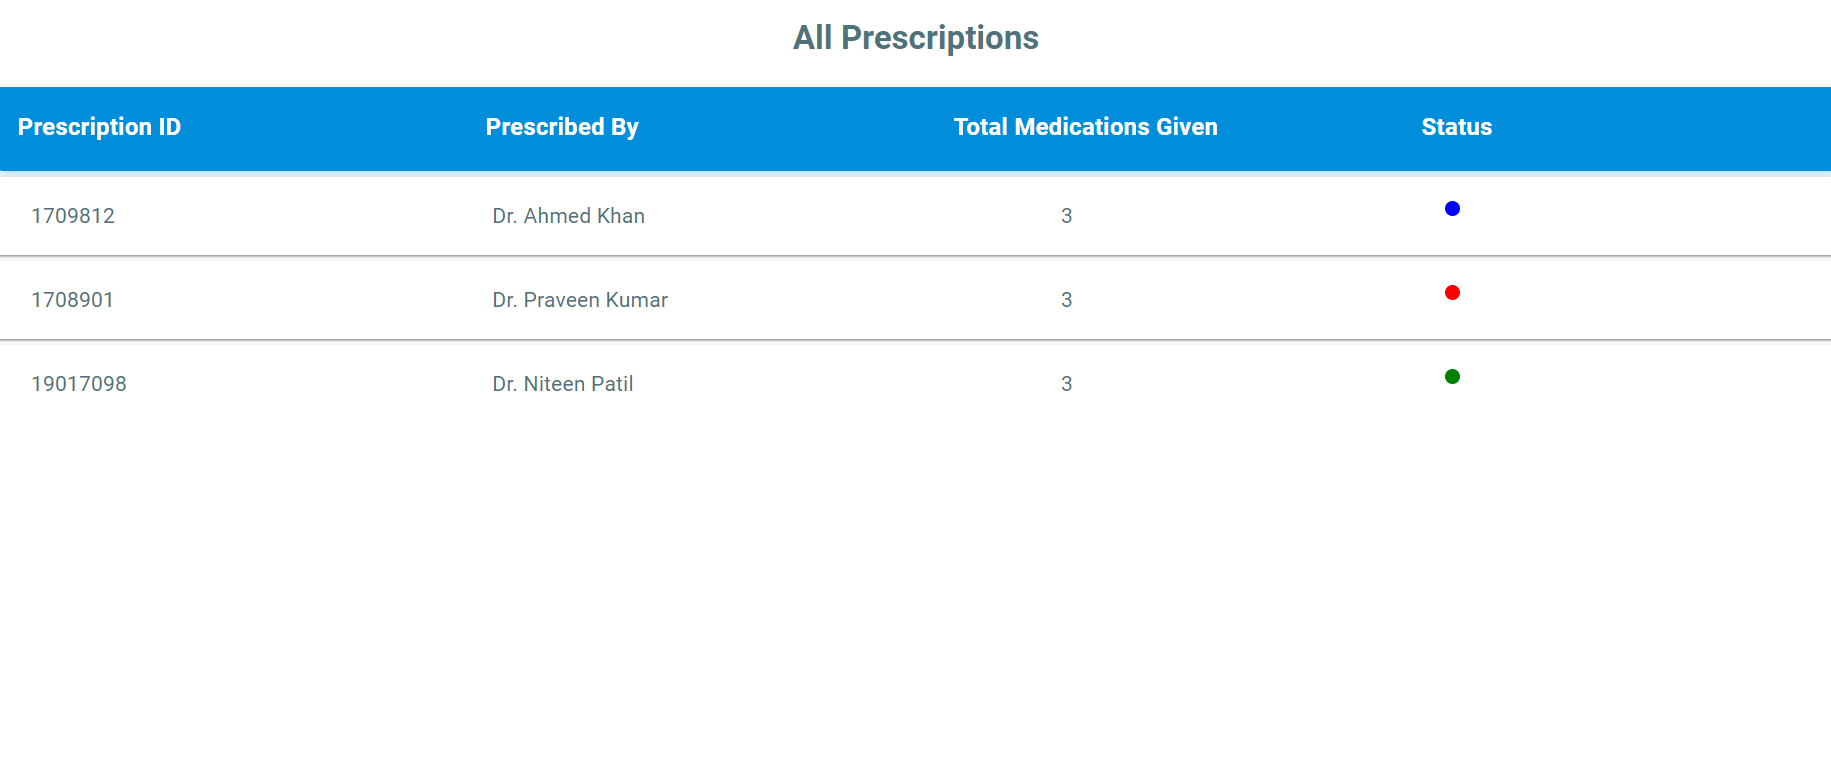 All Prescriptions
Prescription ID Prescribed By Total Medications Given Status
1709812 Dr. Ahmed Khan 3
1708901 Dr. Praveen Kumar 3
19017098 Dr. Niteen Patil 3